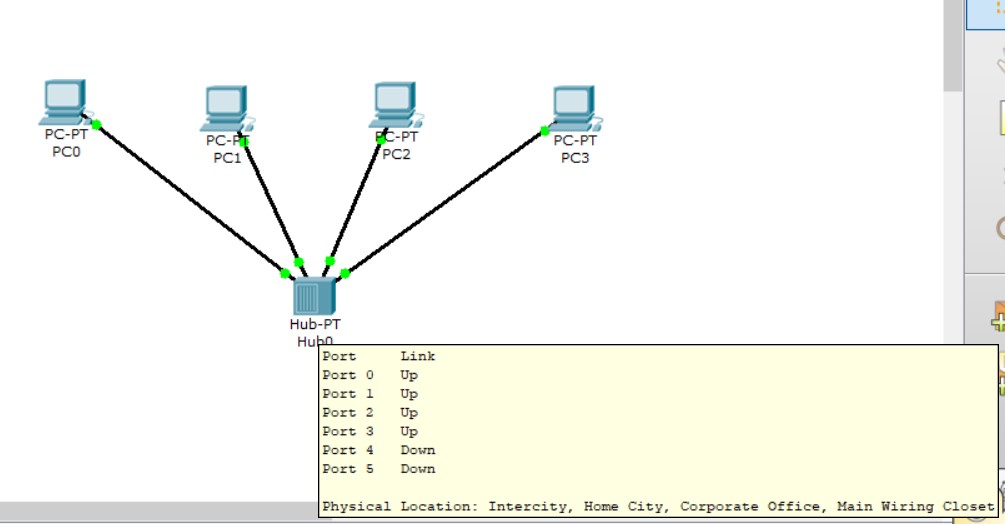 PC-PT
PC0
PC-PT
PC1
PC-PT
PC2
PC-PT
PC3
Hub-PT
Hub0
Port Link
Port 0 Up
Port 1 Up
Port 2 Up
Port 3 Up
Port 4 Down
Port 5 Down
Physical Location: Intercity, Home City, Corporate Office, Main Wiring Closet